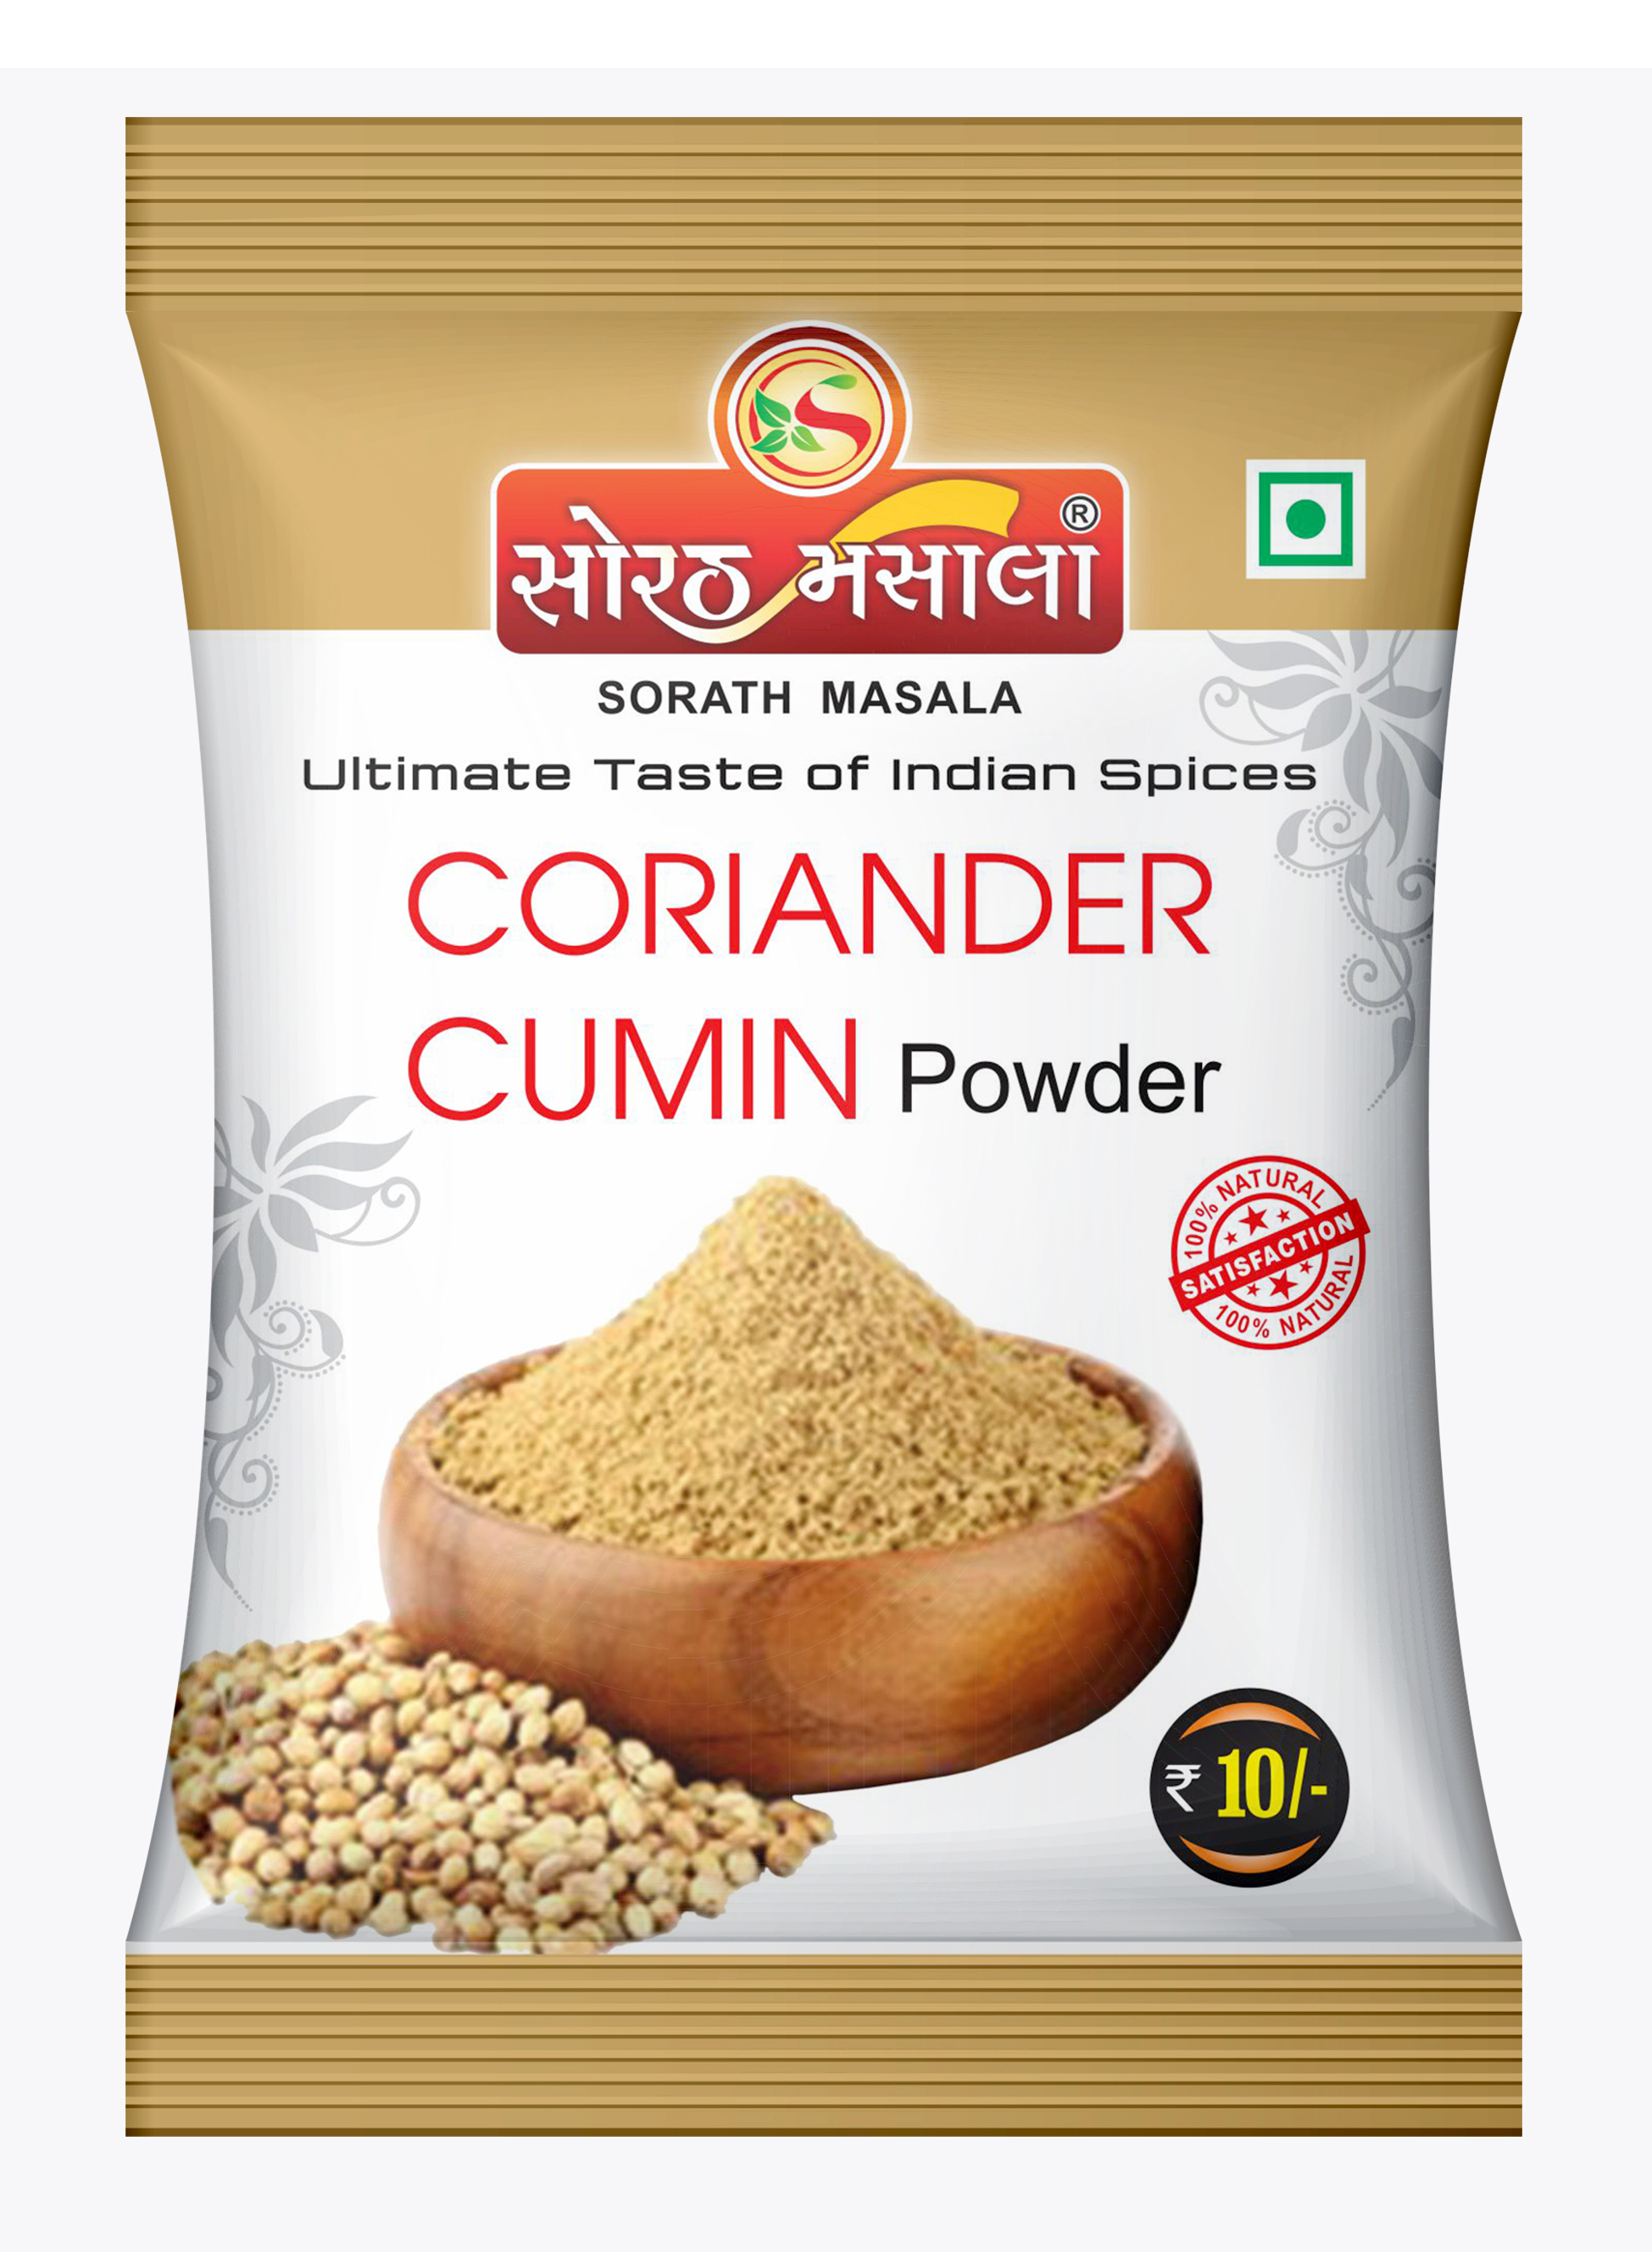 S
सोरठ मसाला ®
SORATH MASALA
Ultimate Taste of Indian Spices
CORIANDER
CUMIN Powder
100% NATURAL
SATISFACTION
100% NATURAL
₹ 10/-